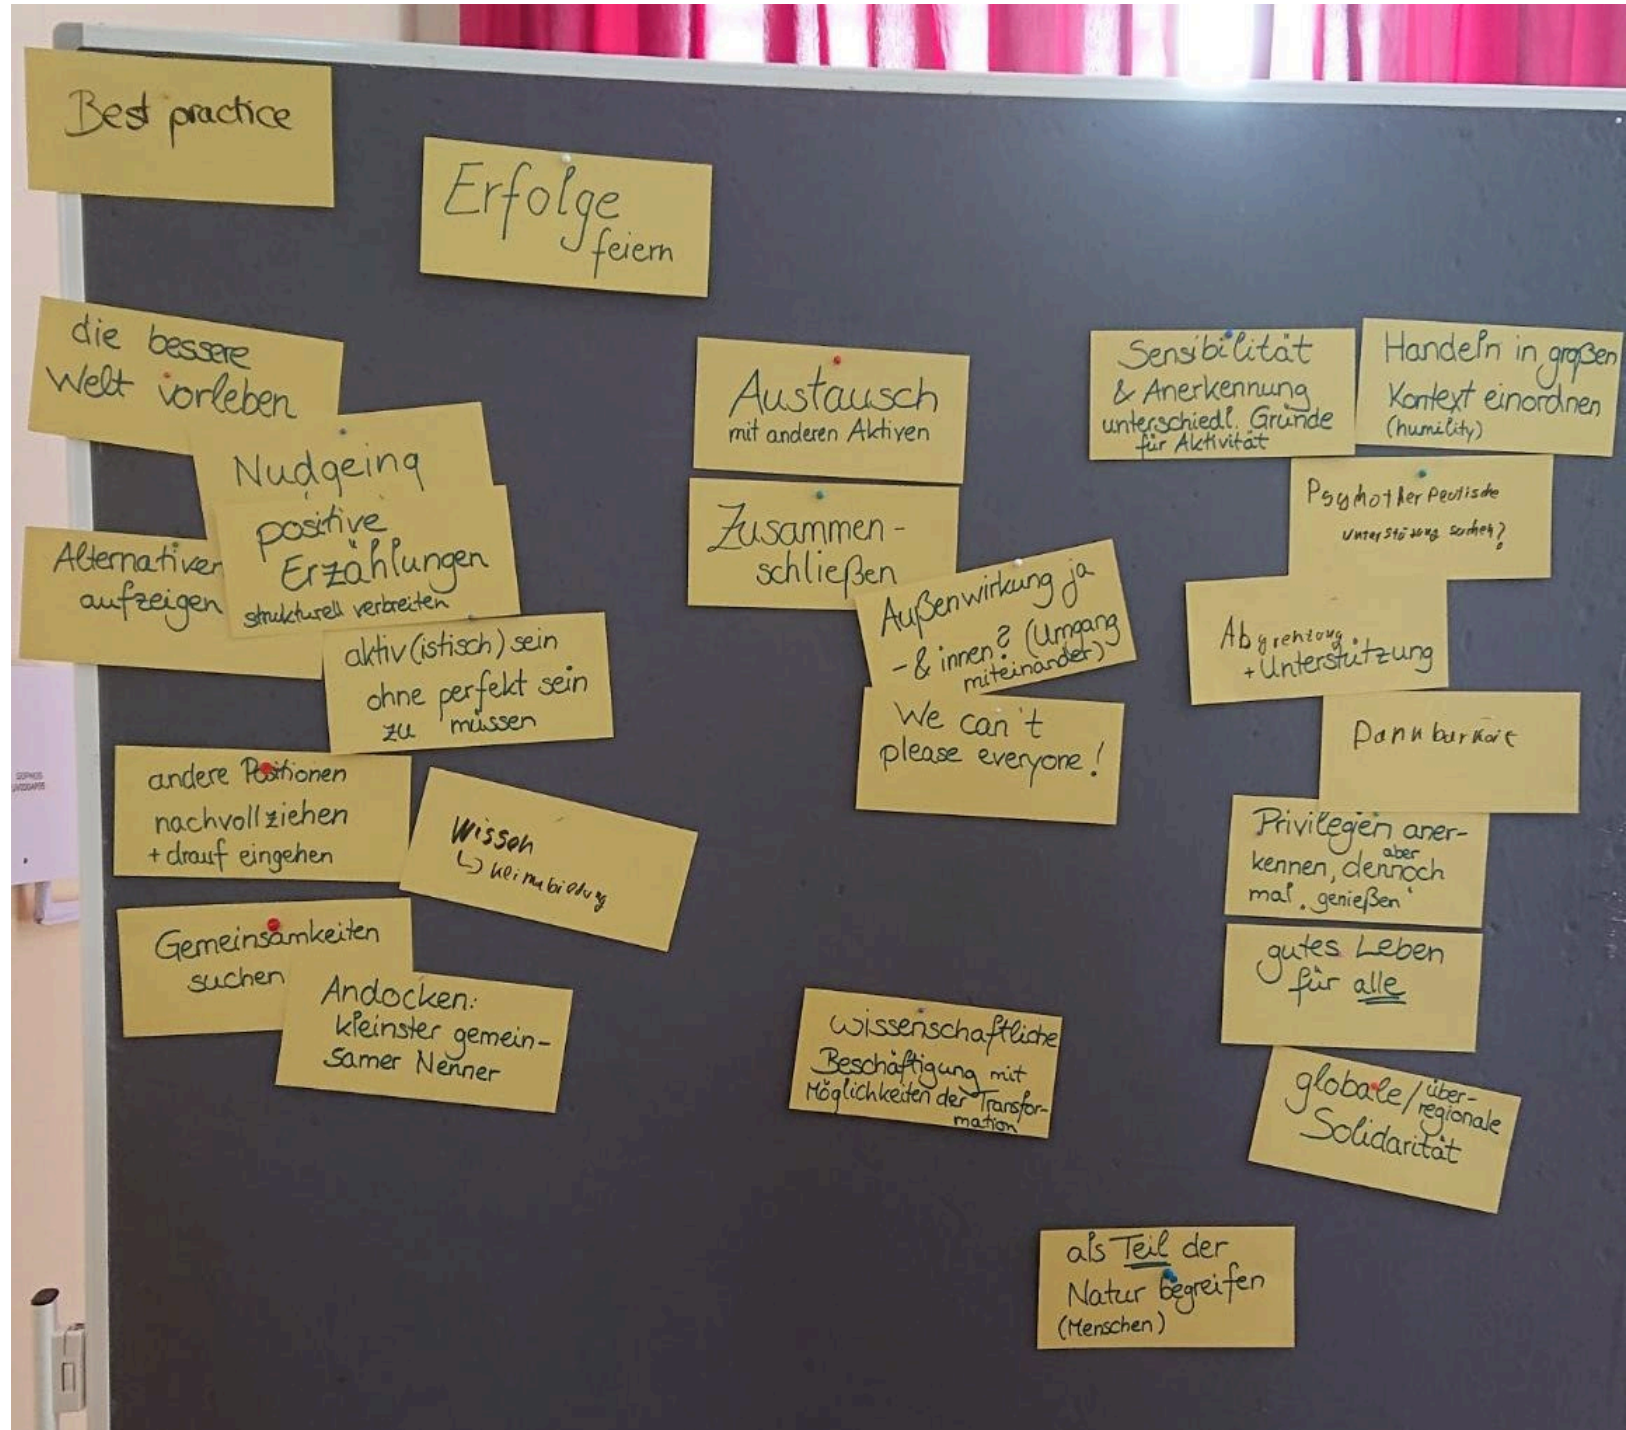 Best practice
Erfolge
feiern
die bessere
Welt vorleben
Nudgeing
positive
Erzählungen
strukturell verbreiten
Alternativen
aufzeigen
aktiv(istisch) sein
ohne perfekt sein
zu müssen
andere Positionen
nachvollziehen
+ drauf eingehen
Wissen
↳ Klimabildung
Gemeinsamkeiten
suchen
Andocken:
kleinster gemein-
samer Nenner
Austausch
mit anderen Aktiven
Zusammen-
schließen
Außenwirkung ja
- & innen? (Umgang
miteinander)
We can't
please everyone!
wissenschaftliche
Beschäftigung mit
Möglichkeiten der Transfor-
mation
Sensibilität
& Anerkennung
unterschiedl. Gründe
für Aktivität
Handeln in großen
Kontext einordnen
(humility)
Psychotherapeutische
Unterstützung suchen?
Abgrenzung
+ Unterstützung
Dankbarkeit
Privilegien aner-
kennen, aber dennoch
mal "genießen"
gutes Leben
für alle
globale/über-
regionale
Solidarität
als Teil der
Natur begreifen
(Menschen)